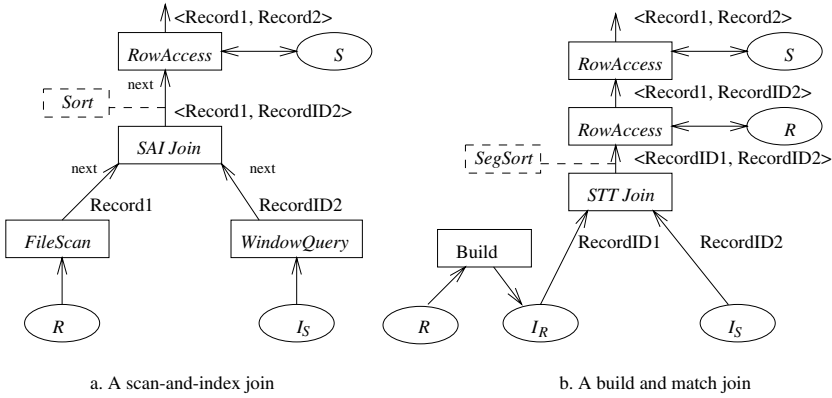 <Record1, Record2>
RowAccess
S
next
Sort
<Record1, RecordID2>
SAI Join
next
next
Record1
RecordID2
FileScan
WindowQuery
R
I_S
a. A scan-and-index join
<Record1, Record2>
RowAccess
S
<Record1, RecordID2>
RowAccess
R
SegSort
<RecordID1, RecordID2>
STT Join
RecordID1
RecordID2
Build
R
I_R
I_S
b. A build and match join